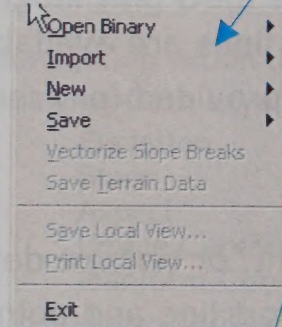 Open Binary
Import
New
Save
Vectorize Slope Breaks
Save Terrain Data
Save Local View...
Print Local View...
Exit